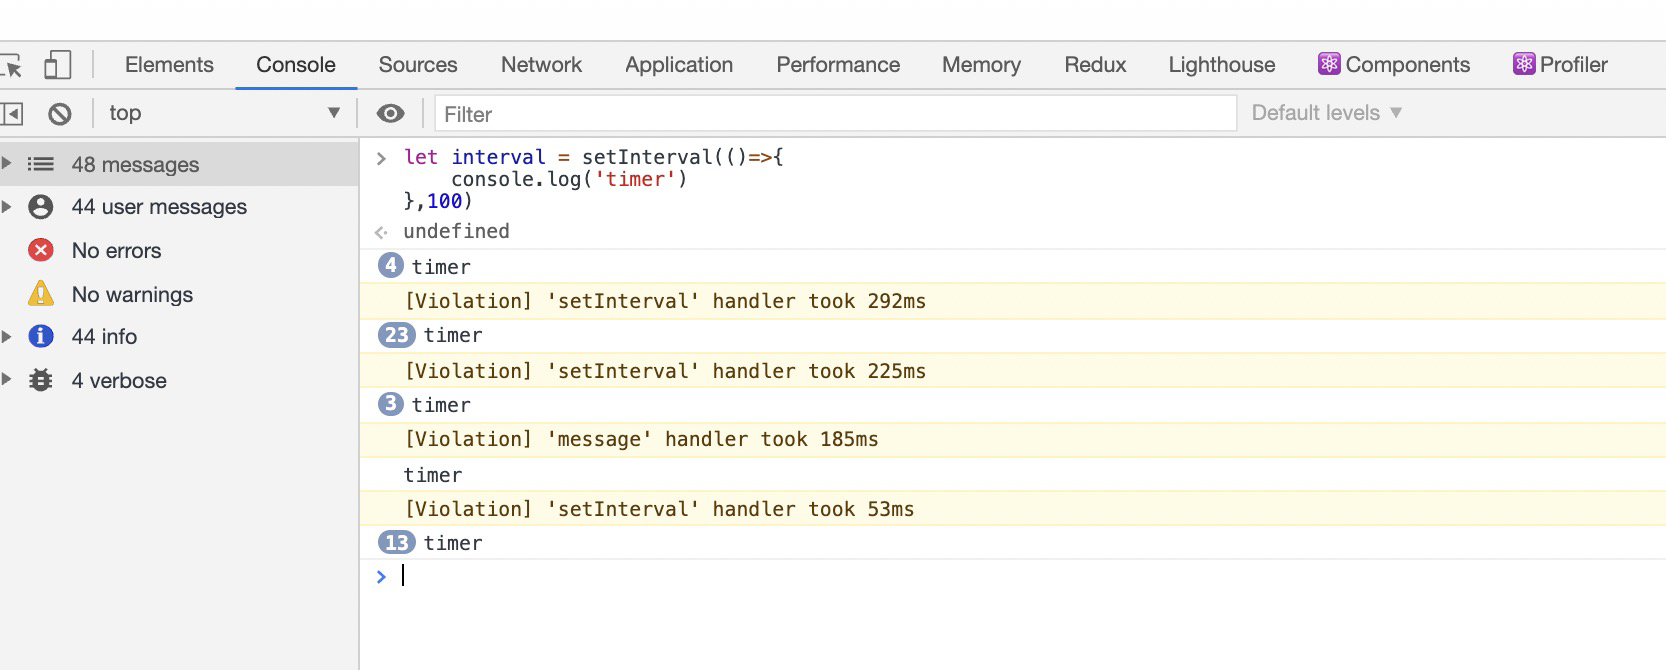 Elements Console Sources Network Application Performance Memory Redux Lighthouse Components Profiler
top Filter Default levels
48 messages
44 user messages
No errors
No warnings
44 info
4 verbose
> let interval = setInterval(()=>{
console.log('timer')
},100)
undefined
4 timer
[Violation] 'setInterval' handler took 292ms
23 timer
[Violation] 'setInterval' handler took 225ms
3 timer
[Violation] 'message' handler took 185ms
timer
[Violation] 'setInterval' handler took 53ms
13 timer
>